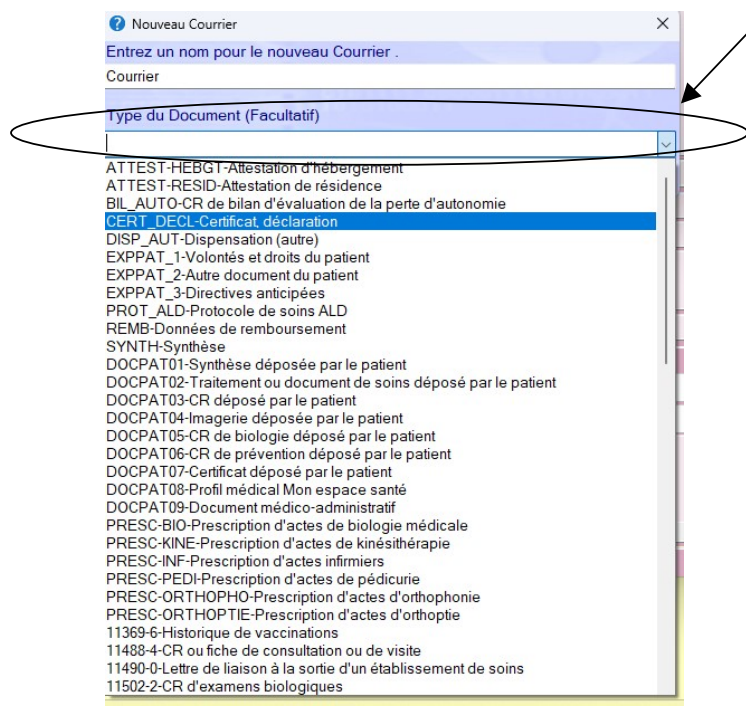 Nouveau Courrier
Entrez un nom pour le nouveau Courrier .
Courrier
Type du Document (Facultatif)
ATTEST-HEBGT-Attestation d'hébergement
ATTEST-RESID-Attestation de résidence
BIL_AUTO-CR de bilan d'évaluation de la perte d'autonomie
CERT_DECL-Certificat, déclaration
DISP_AUT-Dispensation (autre)
EXPPAT_1-Volontés et droits du patient
EXPPAT_2-Autre document du patient
EXPPAT_3-Directives anticipées
PROT_ALD-Protocole de soins ALD
REMB-Données de remboursement
SYNTH-Synthèse
DOCPAT01-Synthèse déposée par le patient
DOCPAT02-Traitement ou document de soins déposé par le patient
DOCPAT03-CR déposé par le patient
DOCPAT04-Imagerie déposée par le patient
DOCPAT05-CR de biologie déposé par le patient
DOCPAT06-CR de prévention déposé par le patient
DOCPAT07-Certificat déposé par le patient
DOCPAT08-Profil médical Mon espace santé
DOCPAT09-Document médico-administratif
PRESC-BIO-Prescription d'actes de biologie médicale
PRESC-KINE-Prescription d'actes de kinésithérapie
PRESC-INF-Prescription d'actes infirmiers
PRESC-PEDI-Prescription d'actes de pédicurie
PRESC-ORTHOPHO-Prescription d'actes d'orthophonie
PRESC-ORTHOPTIE-Prescription d'actes d'orthoptie
11369-6-Historique de vaccinations
11488-4-CR ou fiche de consultation ou de visite
11490-0-Lettre de liaison à la sortie d'un établissement de soins
11502-2-CR d'examens biologiques